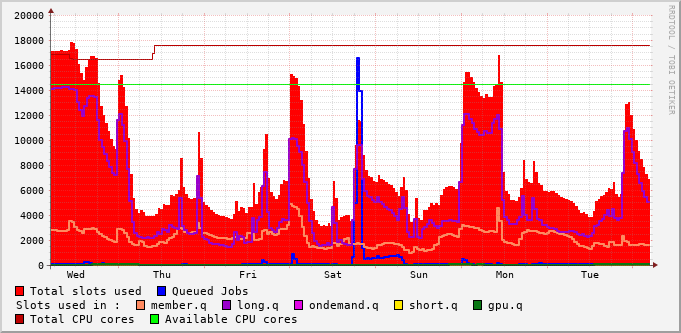 20000
18000
16000
14000
12000
10000
8000
6000
4000
2000
0
Wed Thu Fri Sat Sun Mon Tue
RRDTOOL / TOBI OETIKER
Total slots used Queued Jobs
Slots used in : member.q long.q ondemand.q short.q gpu.q
Total CPU cores Available CPU cores